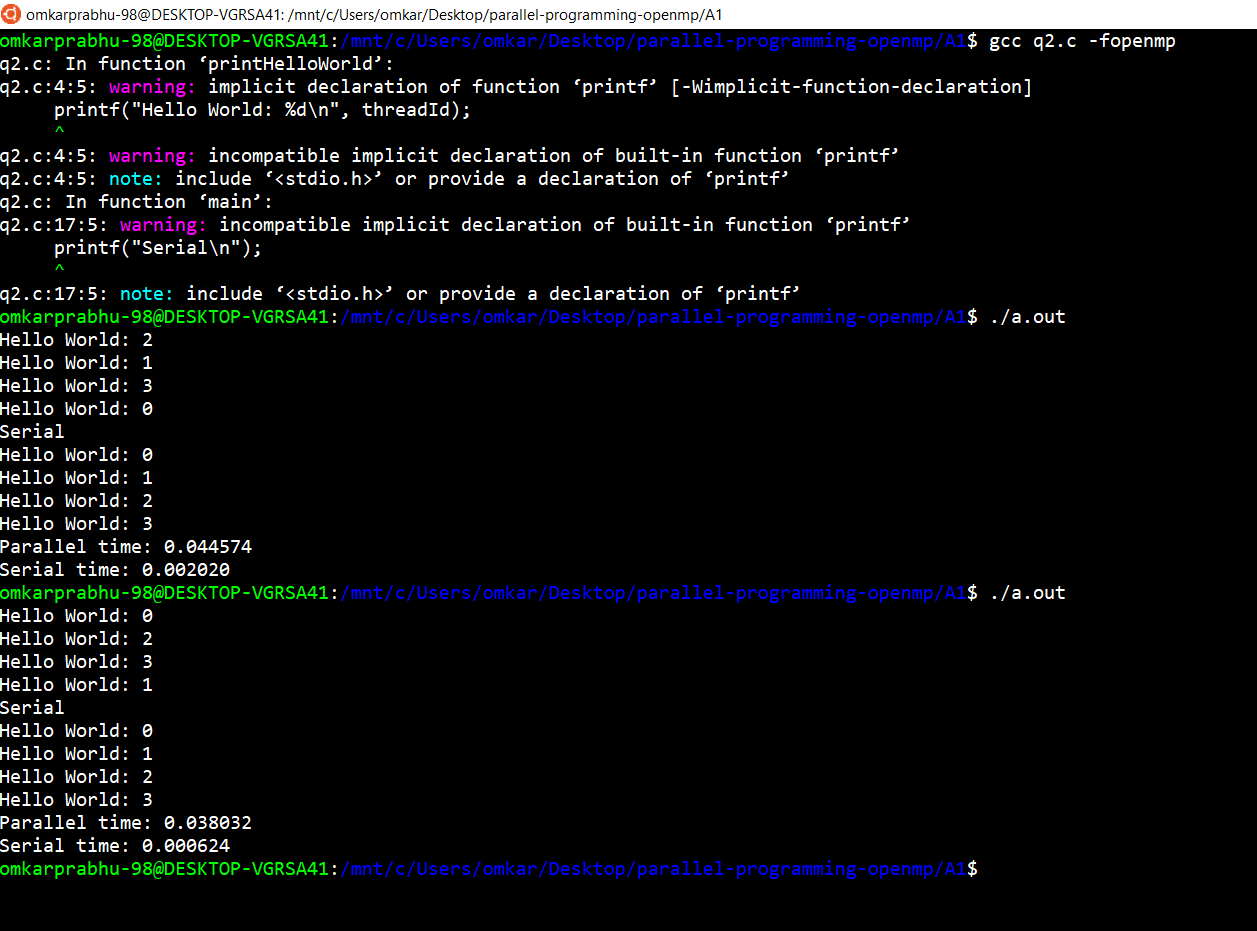 omkarprabhu-98@DESKTOP-VGRSA41: /mnt/c/Users/omkar/Desktop/parallel-programming-openmp/A1
omkarprabhu-98@DESKTOP-VGRSA41:/mnt/c/Users/omkar/Desktop/parallel-programming-openmp/A1$ gcc q2.c -fopenmp
q2.c: In function ‘printHelloWorld’:
q2.c:4:5: warning: implicit declaration of function ‘printf’ [-Wimplicit-function-declaration]
     printf("Hello World: %d\n", threadId);
     ^
q2.c:4:5: warning: incompatible implicit declaration of built-in function ‘printf’
q2.c:4:5: note: include ‘<stdio.h>’ or provide a declaration of ‘printf’
q2.c: In function ‘main’:
q2.c:17:5: warning: incompatible implicit declaration of built-in function ‘printf’
     printf("Serial\n");
     ^
q2.c:17:5: note: include ‘<stdio.h>’ or provide a declaration of ‘printf’
omkarprabhu-98@DESKTOP-VGRSA41:/mnt/c/Users/omkar/Desktop/parallel-programming-openmp/A1$ ./a.out
Hello World: 2
Hello World: 1
Hello World: 3
Hello World: 0
Serial
Hello World: 0
Hello World: 1
Hello World: 2
Hello World: 3
Parallel time: 0.044574
Serial time: 0.002020
omkarprabhu-98@DESKTOP-VGRSA41:/mnt/c/Users/omkar/Desktop/parallel-programming-openmp/A1$ ./a.out
Hello World: 0
Hello World: 2
Hello World: 3
Hello World: 1
Serial
Hello World: 0
Hello World: 1
Hello World: 2
Hello World: 3
Parallel time: 0.038032
Serial time: 0.000624
omkarprabhu-98@DESKTOP-VGRSA41:/mnt/c/Users/omkar/Desktop/parallel-programming-openmp/A1$